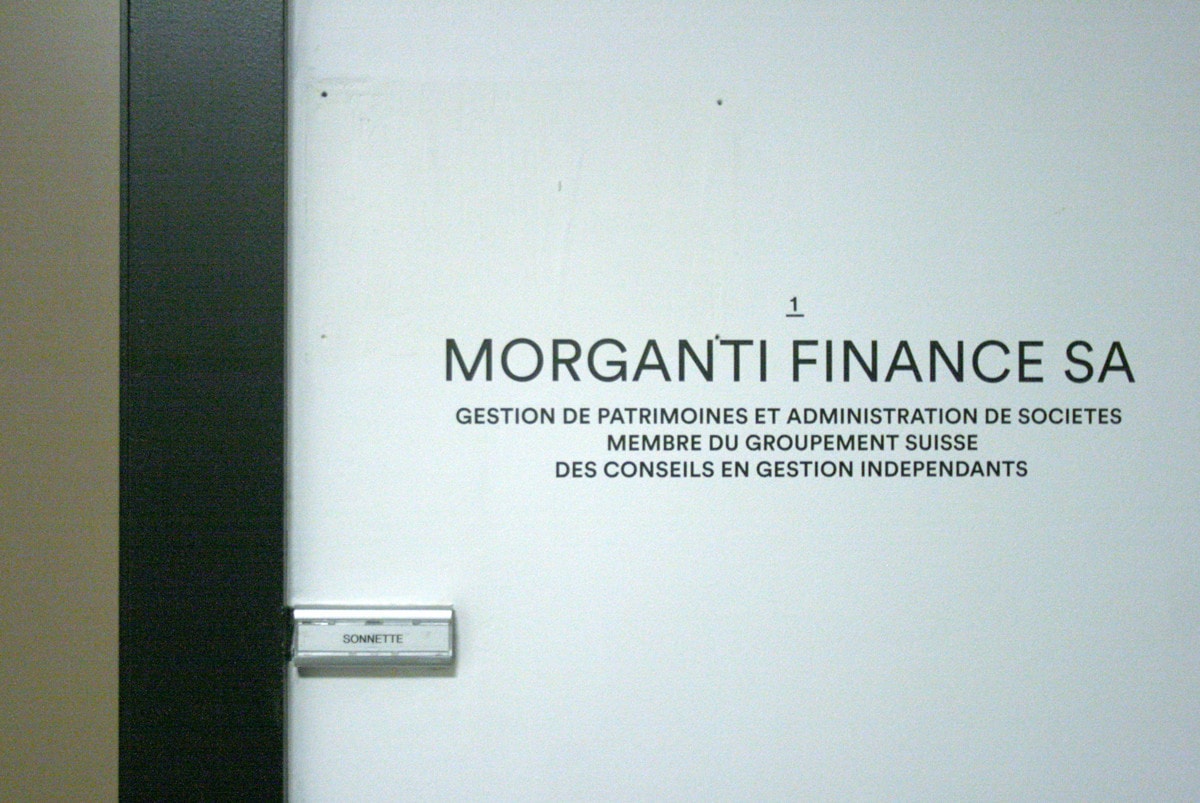 1
MORGANTI FINANCE SA
GESTION DE PATRIMOINES ET ADMINISTRATION DE SOCIETES
MEMBRE DU GROUPEMENT SUISSE
DES CONSEILS EN GESTION INDEPENDANTS
SONNETTE